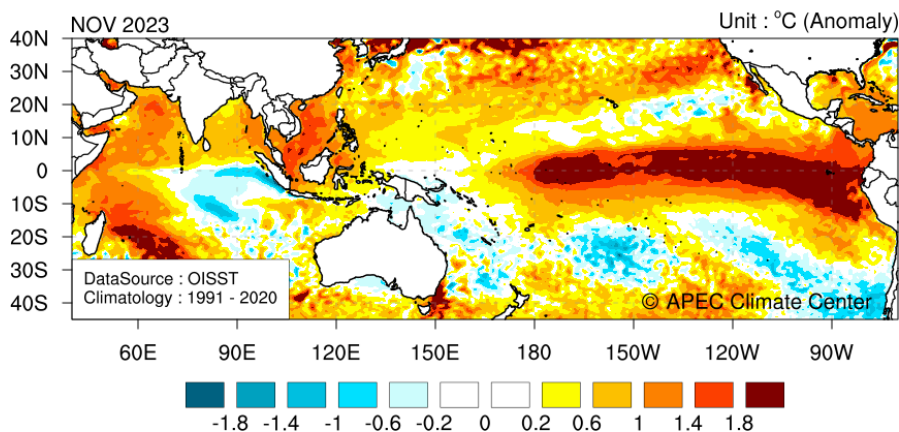 NOV 2023
Unit : °C (Anomaly)
40N
30N
20N
10N
0
10S
20S
30S
40S
DataSource : OISST
Climatology : 1991 - 2020
© APEC Climate Center
60E 90E 120E 150E 180 150W 120W 90W
-1.8 -1.4 -1 -0.6 -0.2 0 0.2 0.6 1 1.4 1.8